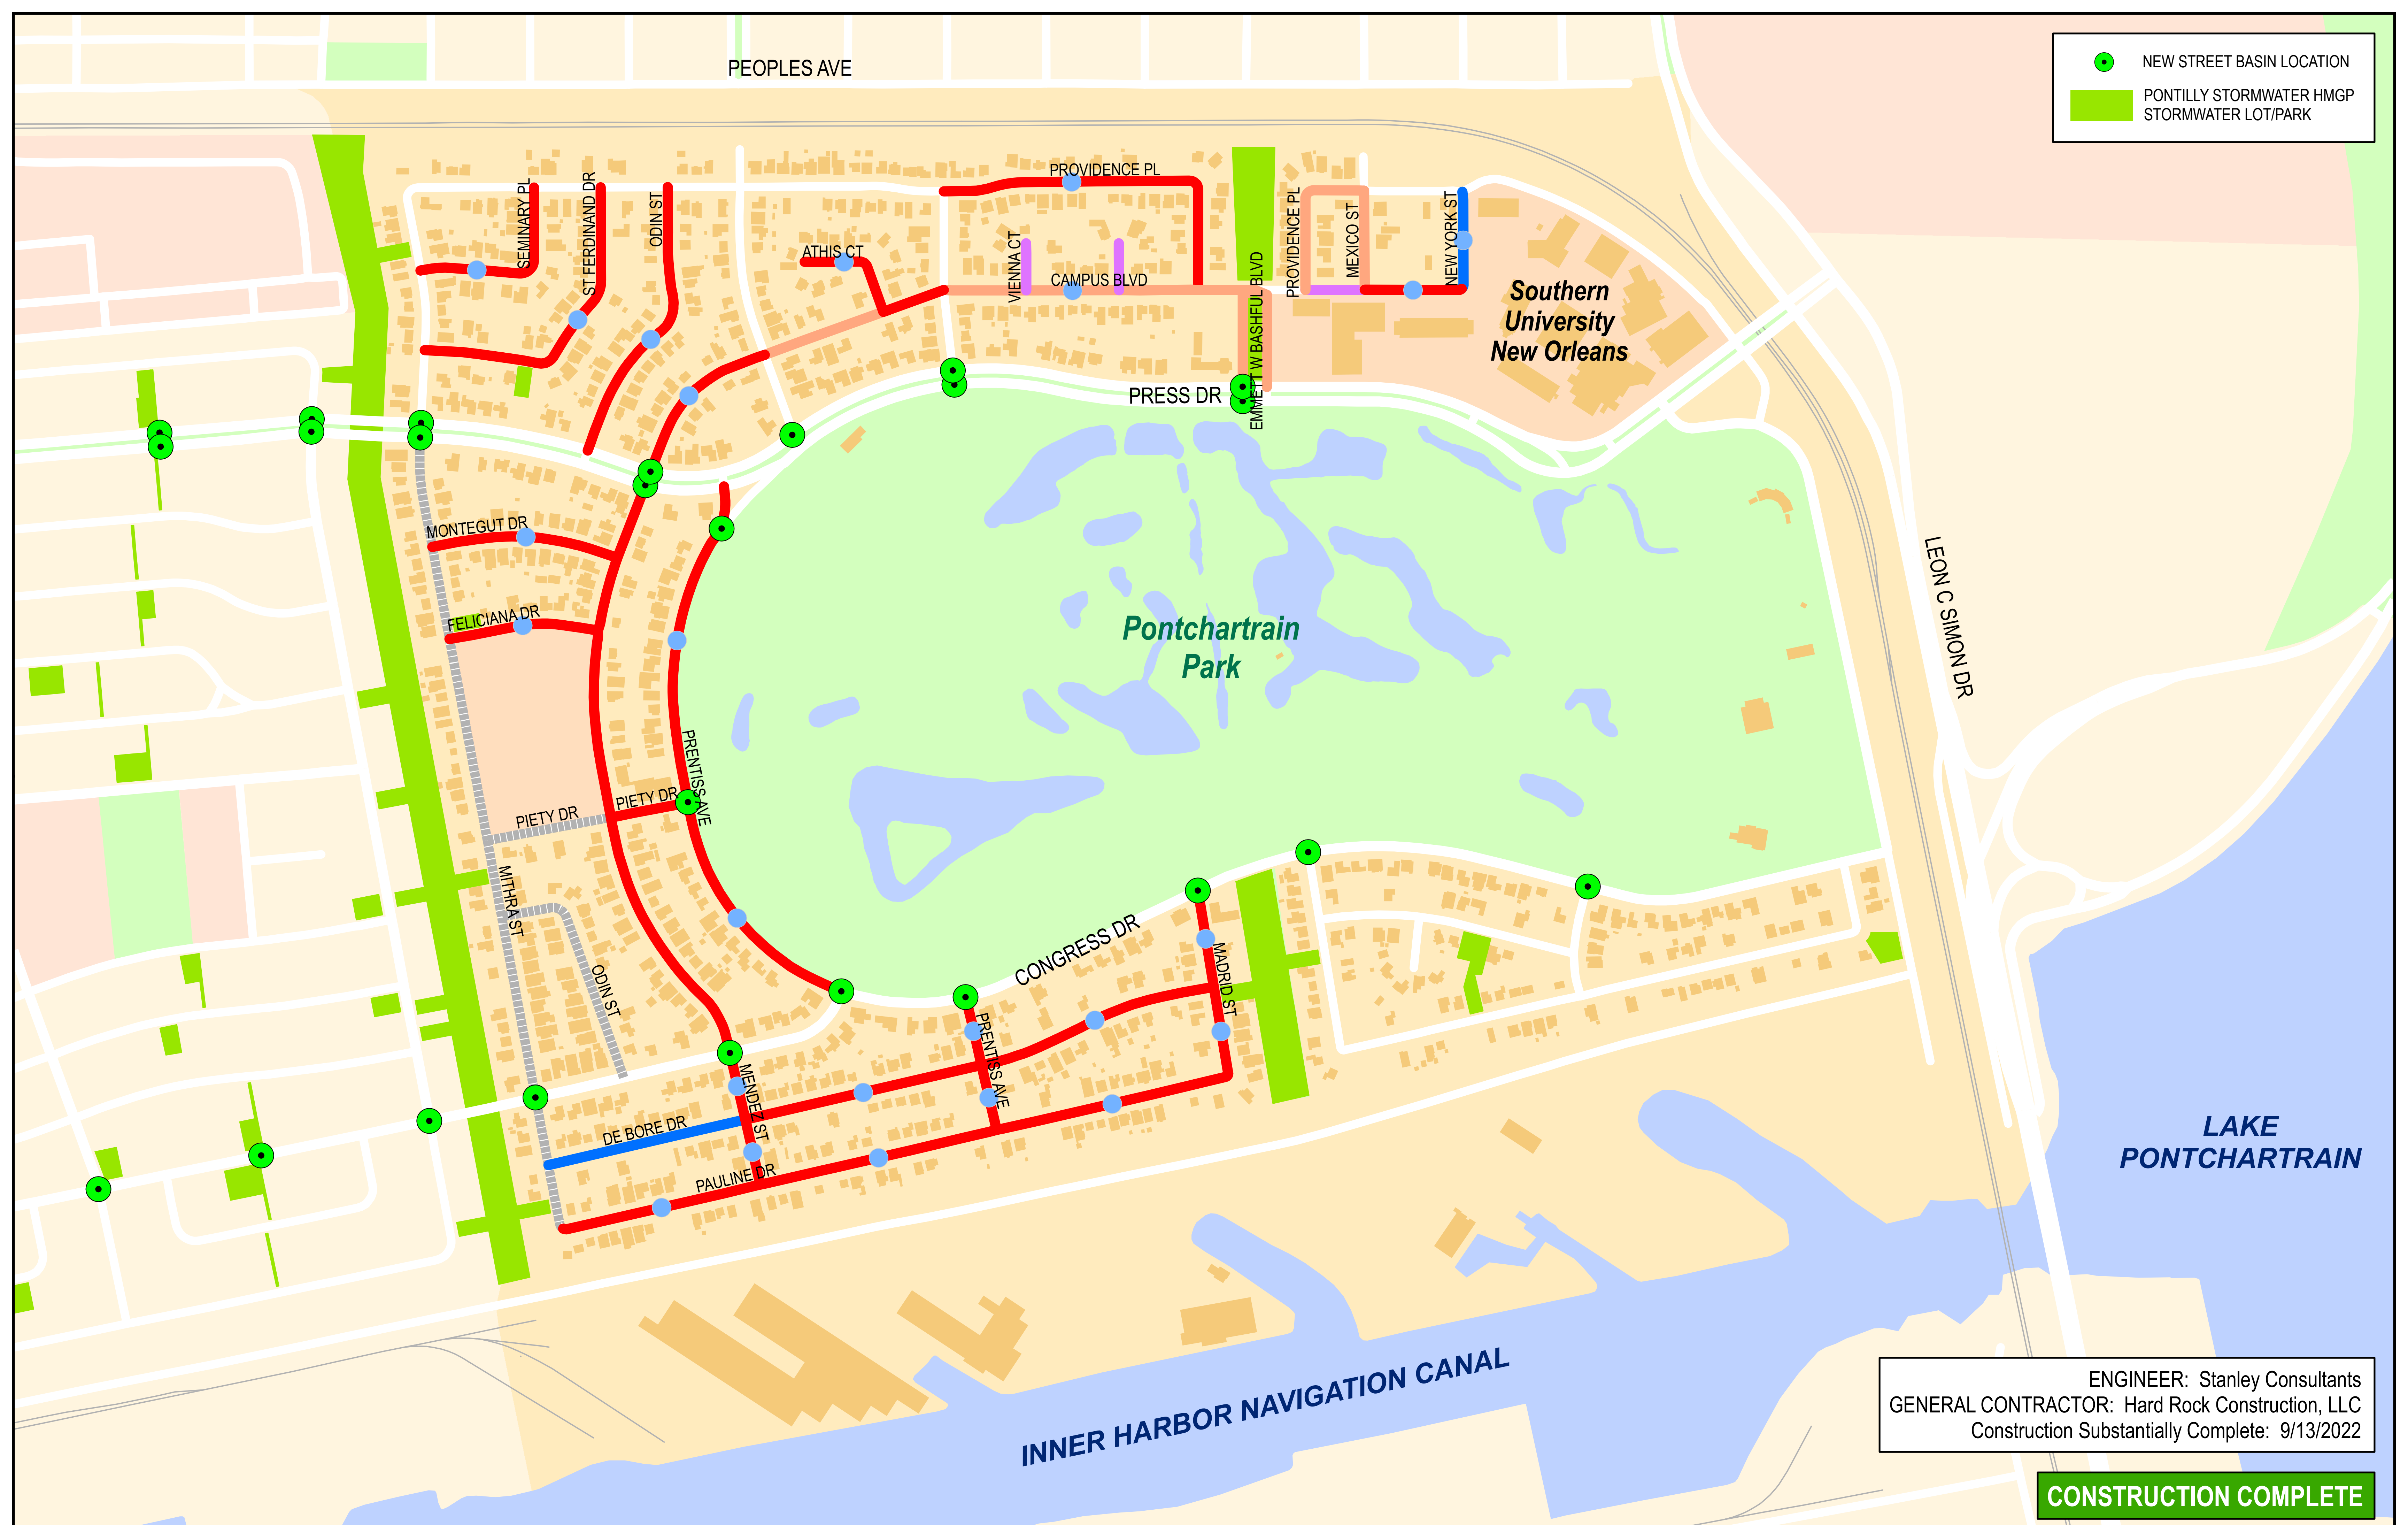 PEOPLES AVE
NEW STREET BASIN LOCATION
PONTILLY STORMWATER HMGP
STORMWATER LOT/PARK
SEMINARY PL
ST FERDINAND DR
ODIN ST
PROVIDENCE PL
ATHIS CT
VIENNA CT
CAMPUS BLVD
EMMETT W BASHFUL BLVD
PROVIDENCE PL
MEXICO ST
NEW YORK ST
Southern
University
New Orleans
PRESS DR
MONTEGUT DR
FELICIANA DR
LEON C SIMON DR
Pontchartrain
Park
PRENTISS AVE
PIETY DR
PIETY DR
MITHRA ST
ODIN ST
CONGRESS DR
MADRID ST
PRENTISS AVE
MENDEZ ST
DE BORE DR
PAULINE DR
LAKE
PONTCHARTRAIN
INNER HARBOR NAVIGATION CANAL
ENGINEER: Stanley Consultants
GENERAL CONTRACTOR: Hard Rock Construction, LLC
Construction Substantially Complete: 9/13/2022
CONSTRUCTION COMPLETE